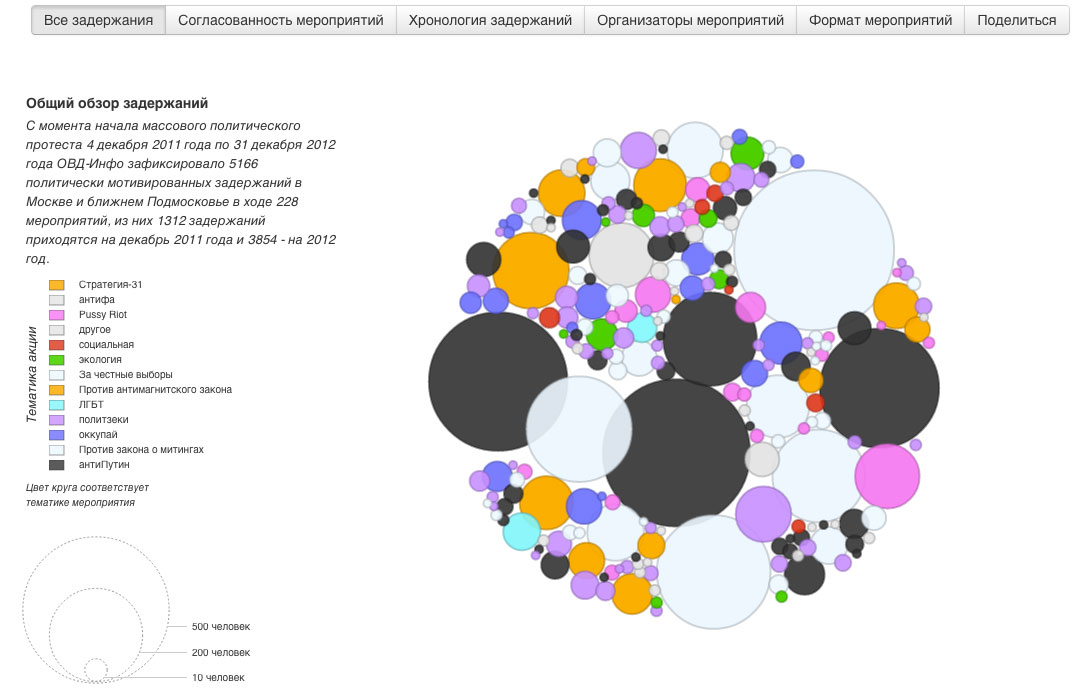 Все задержания Согласованность мероприятий Хронология задержаний Организаторы мероприятий Формат мероприятий Поделиться
Общий обзор задержаний
С момента начала массового политического
протеста 4 декабря 2011 года по 31 декабря 2012
года ОВД-Инфо зафиксировало 5166
политически мотивированных задержаний в
Москве и ближнем Подмосковье в ходе 228
мероприятий, из них 1312 задержаний
приходятся на декабрь 2011 года и 3854 - на 2012
год.
Тематика акции
Стратегия-31
антифа
Pussy Riot
другое
социальная
экология
За честные выборы
Против антимагнитского закона
ЛГБТ
политзеки
оккупай
Против закона о митингах
антиПутин
Цвет круга соответствует
тематике мероприятия
500 человек
200 человек
10 человек